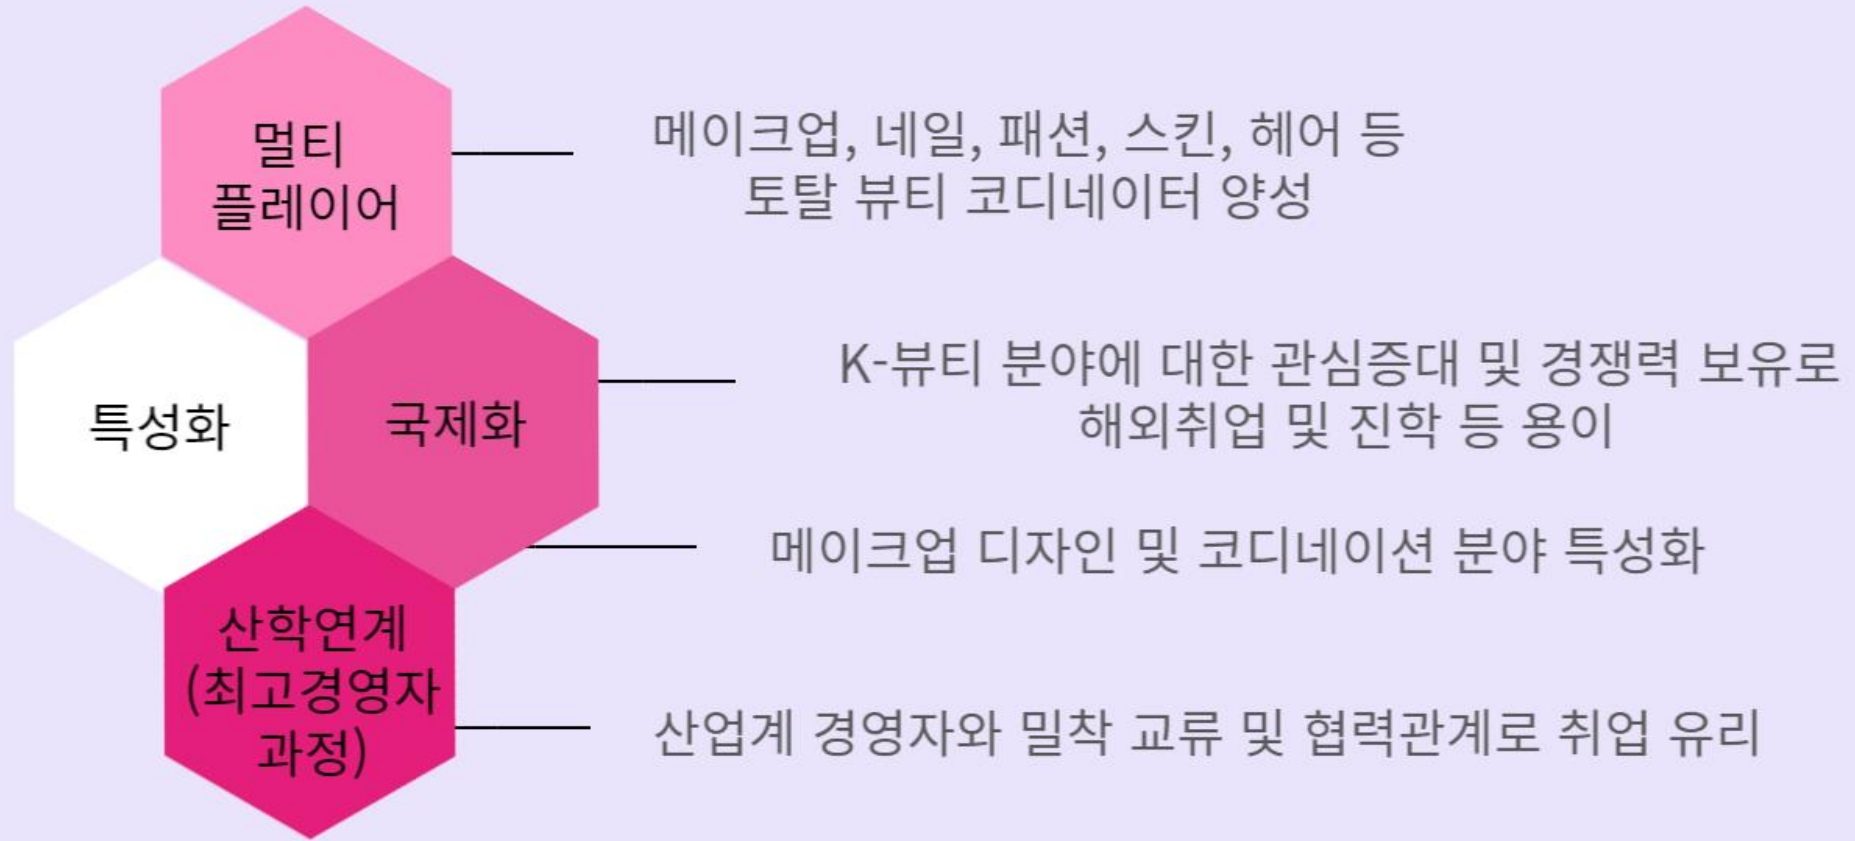 멀티
플레이어
메이크업, 네일, 패션, 스킨, 헤어 등
토탈 뷰티 코디네이터 양성
특성화
국제화
K-뷰티 분야에 대한 관심증대 및 경쟁력 보유로
해외취업 및 진학 등 용이
메이크업 디자인 및 코디네이션 분야 특성화
산학연계
(최고경영자
과정)
산업계 경영자와 밀착 교류 및 협력관계로 취업 유리